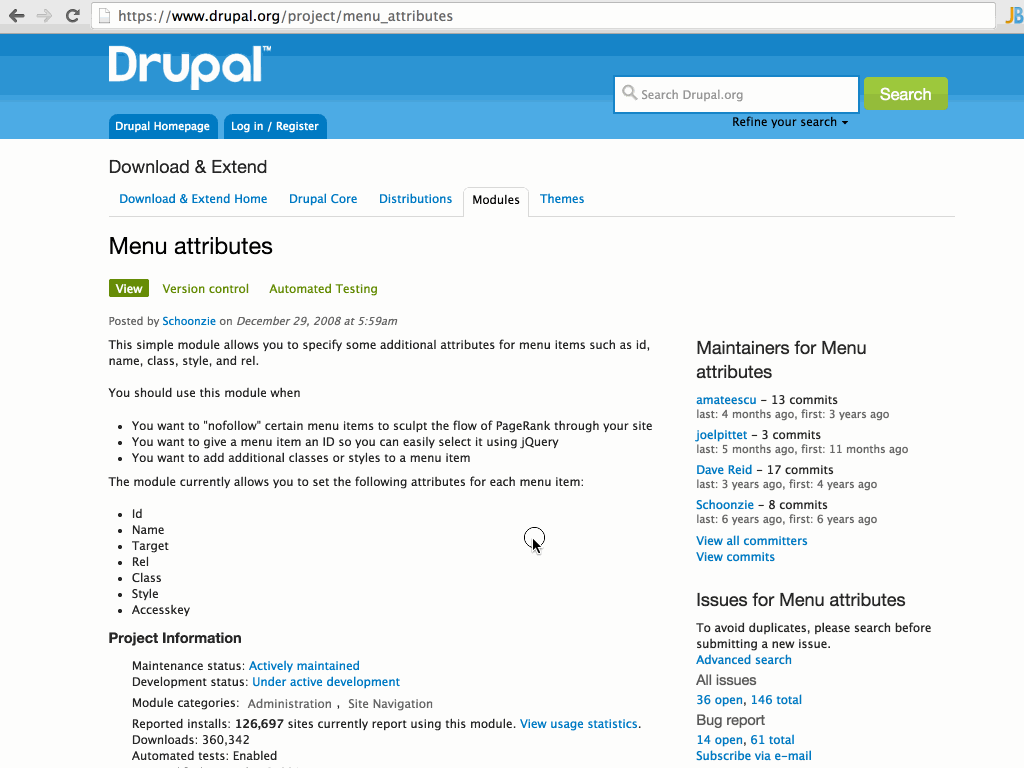 https://www.drupal.org/project/menu_attributes
JB
Drupal™
Search Drupal.org
Search
Refine your search
Drupal Homepage
Log in / Register
Download & Extend
Download & Extend Home
Drupal Core
Distributions
Modules
Themes
Menu attributes
View
Version control
Automated Testing
Posted by Schoonzie on December 29, 2008 at 5:59am
This simple module allows you to specify some additional attributes for menu items such as id,
name, class, style, and rel.
You should use this module when
• You want to "nofollow" certain menu items to sculpt the flow of PageRank through your site
• You want to give a menu item an ID so you can easily select it using jQuery
• You want to add additional classes or styles to a menu item
The module currently allows you to set the following attributes for each menu item:
• Id
• Name
• Target
• Rel
• Class
• Style
• Accesskey
Project Information
Maintenance status: Actively maintained
Development status: Under active development
Module categories: Administration , Site Navigation
Reported installs: 126,697 sites currently report using this module. View usage statistics.
Downloads: 360,342
Automated tests: Enabled
Maintainers for Menu
attributes
amateescu – 13 commits
last: 4 months ago, first: 3 years ago
joelpittet – 3 commits
last: 5 months ago, first: 11 months ago
Dave Reid – 17 commits
last: 3 years ago, first: 4 years ago
Schoonzie – 8 commits
last: 6 years ago, first: 6 years ago
View all committers
View commits
Issues for Menu attributes
To avoid duplicates, please search before
submitting a new issue.
Advanced search
All issues
36 open, 146 total
Bug report
14 open, 61 total
Subscribe via e-mail